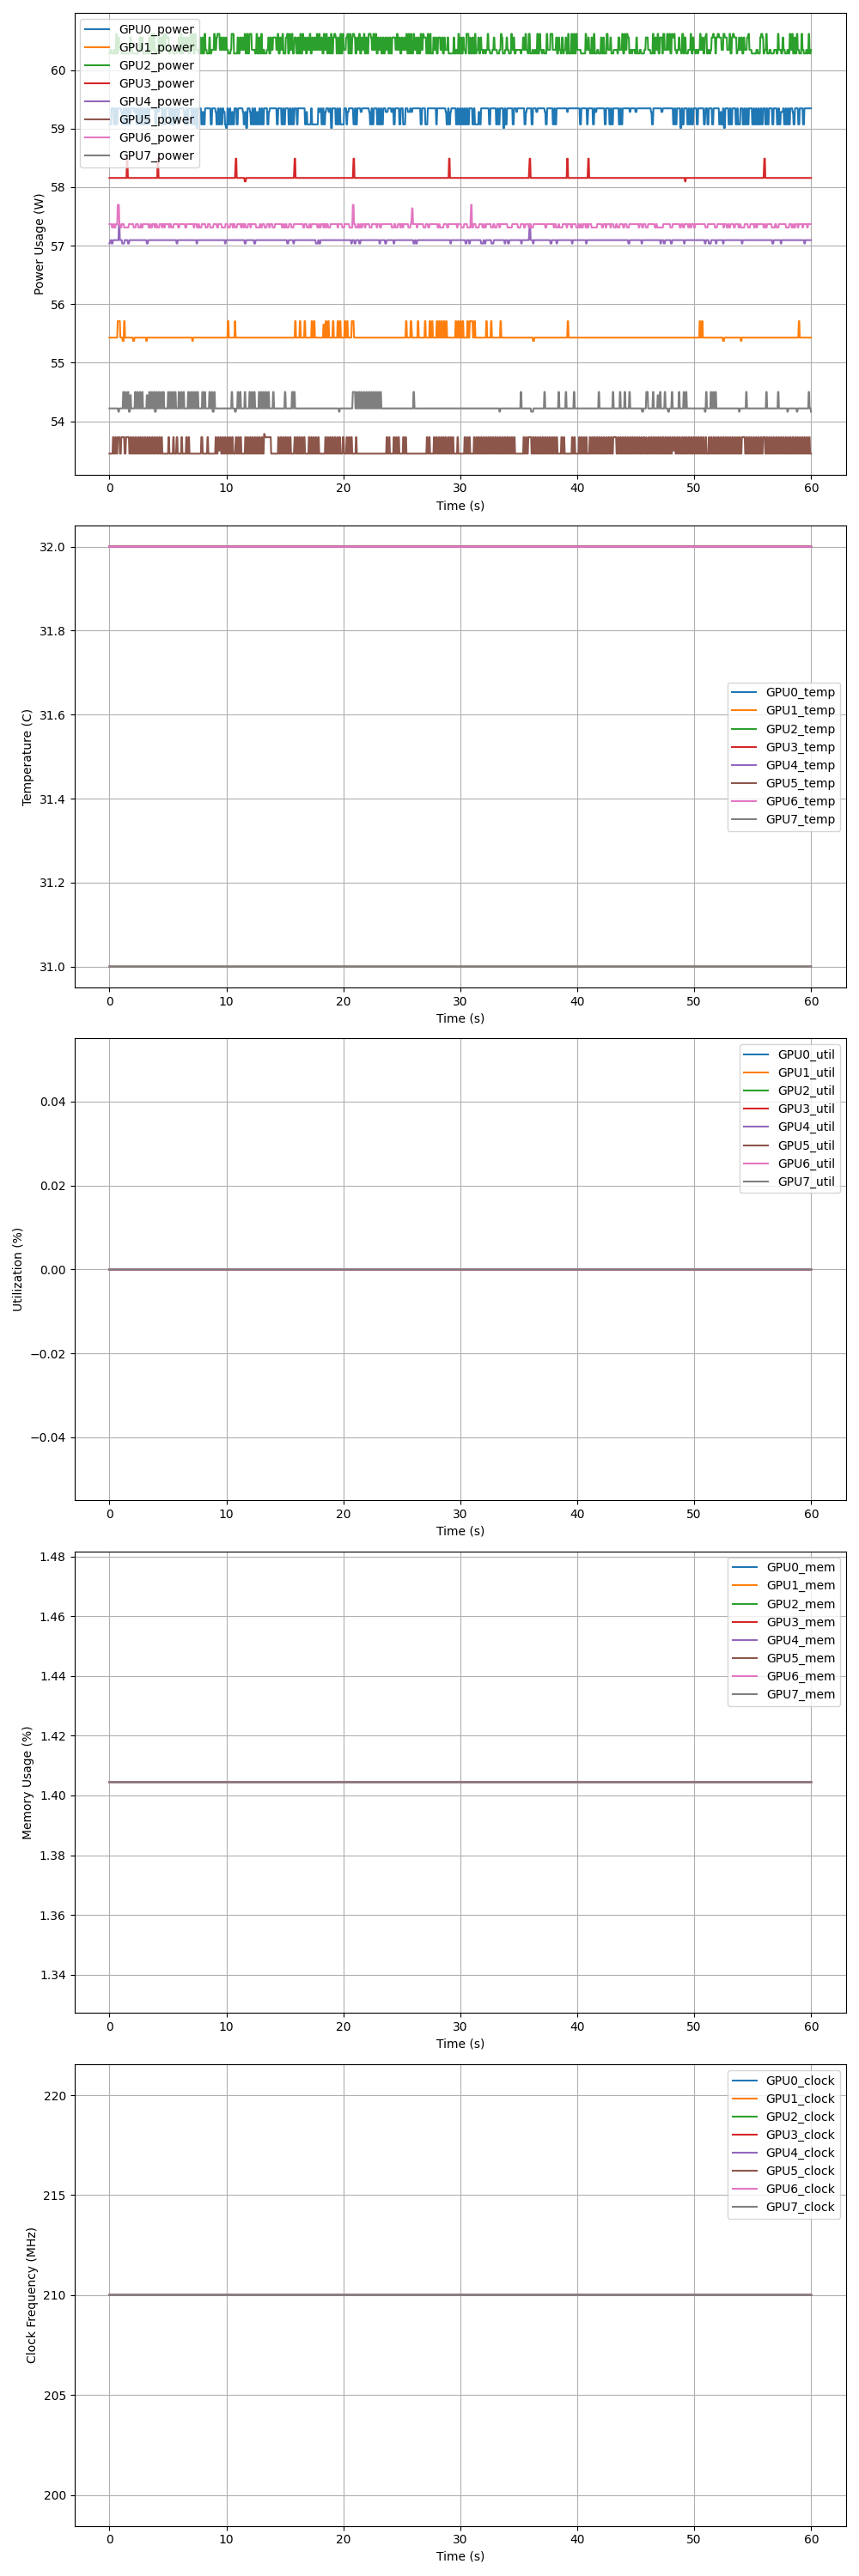 GPU0_power
GPU1_power
GPU2_power
GPU3_power
GPU4_power
GPU5_power
GPU6_power
GPU7_power
60
59
58
57
56
55
54
Power Usage (W)
0 10 20 30 40 50 60
Time (s)
32.0
31.8
31.6
31.4
31.2
31.0
Temperature (C)
GPU0_temp
GPU1_temp
GPU2_temp
GPU3_temp
GPU4_temp
GPU5_temp
GPU6_temp
GPU7_temp
0 10 20 30 40 50 60
Time (s)
GPU0_util
GPU1_util
GPU2_util
GPU3_util
GPU4_util
GPU5_util
GPU6_util
GPU7_util
0.04
0.02
0.00
−0.02
−0.04
Utilization (%)
0 10 20 30 40 50 60
Time (s)
GPU0_mem
GPU1_mem
GPU2_mem
GPU3_mem
GPU4_mem
GPU5_mem
GPU6_mem
GPU7_mem
1.48
1.46
1.44
1.42
1.40
1.38
1.36
1.34
Memory Usage (%)
0 10 20 30 40 50 60
Time (s)
GPU0_clock
GPU1_clock
GPU2_clock
GPU3_clock
GPU4_clock
GPU5_clock
GPU6_clock
GPU7_clock
220
215
210
205
200
Clock Frequency (MHz)
0 10 20 30 40 50 60
Time (s)